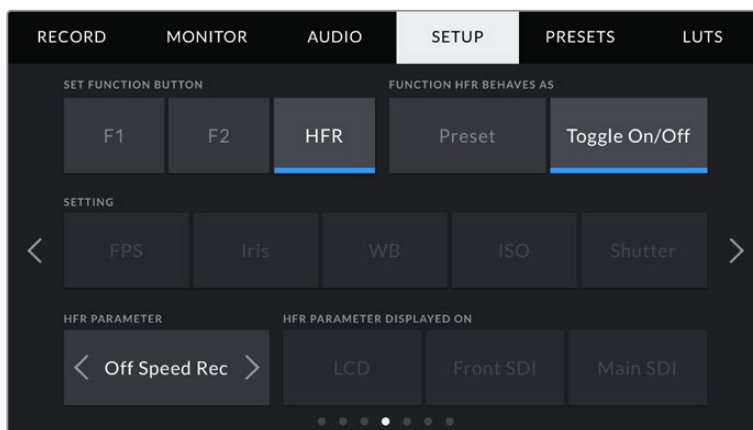 RECORD MONITOR AUDIO SETUP PRESETS LUTS
SET FUNCTION BUTTON FUNCTION HFR BEHAVES AS
F1 F2 HFR Preset Toggle On/Off
SETTING
FPS Iris WB ISO Shutter
HFR PARAMETER HFR PARAMETER DISPLAYED ON
Off Speed Rec LCD Front SDI Main SDI